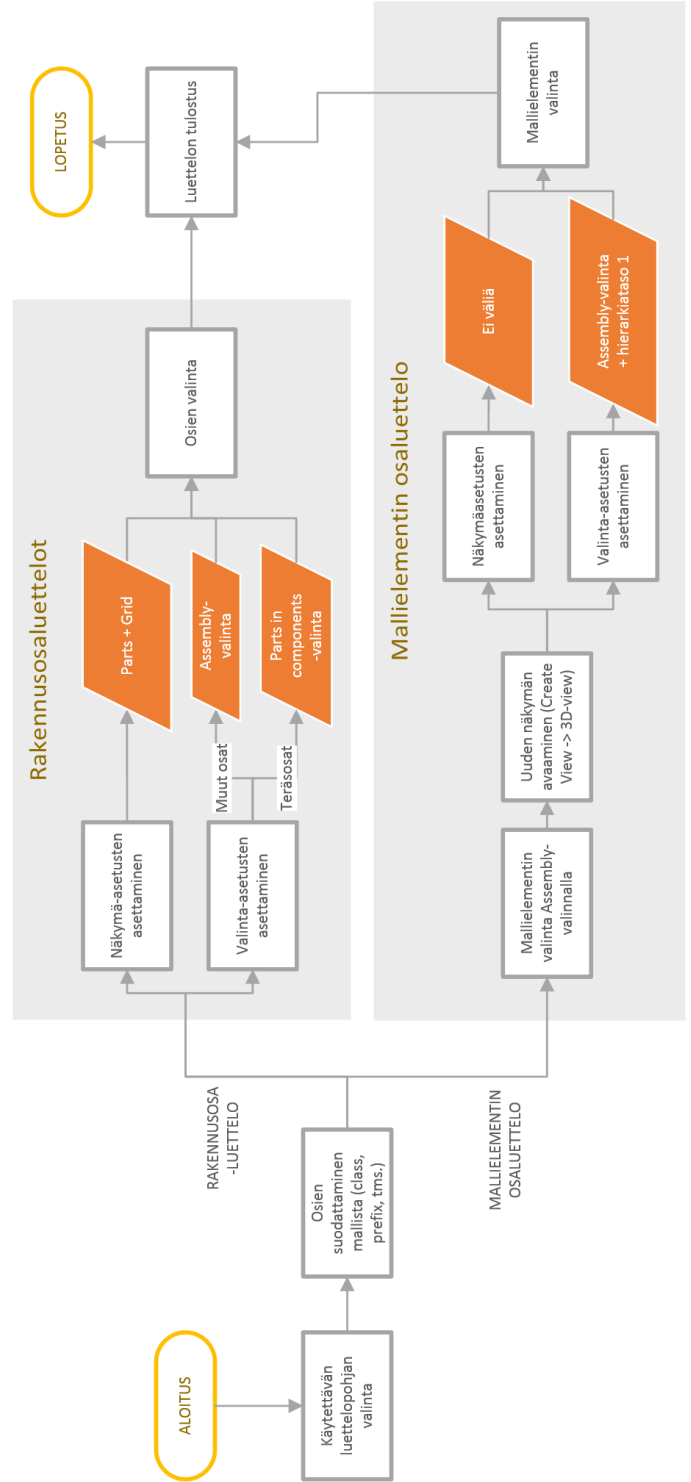 ALOITUS
Käytettävän
luettelopohjan
valinta
Osien
suodattaminen
mallista (class,
prefix, tms.)
RAKENNUSOSA
-LUETTELO
MALLIELEMENTIN
OSALUETTELO
Rakennusosaluettelot
Näkymä-asetusten
asettaminen
Valinta-asetusten
asettaminen
Muut osat
Teräsosat
Parts + Grid
Assembly-
valinta
Parts in
components
-valinta
Osien valinta
Luettelon tulostus
LOPETUS
Mallielementin osaluettelo
Mallielementin
valinta Assembly-
valinnalla
Uuden näkymän
avaaminen (Create
View -> 3D-view)
Näkymäasetusten
asettaminen
Valinta-asetusten
asettaminen
Ei väliä
Assembly-valinta
+ hierarkiataso 1
Mallielementin
valinta